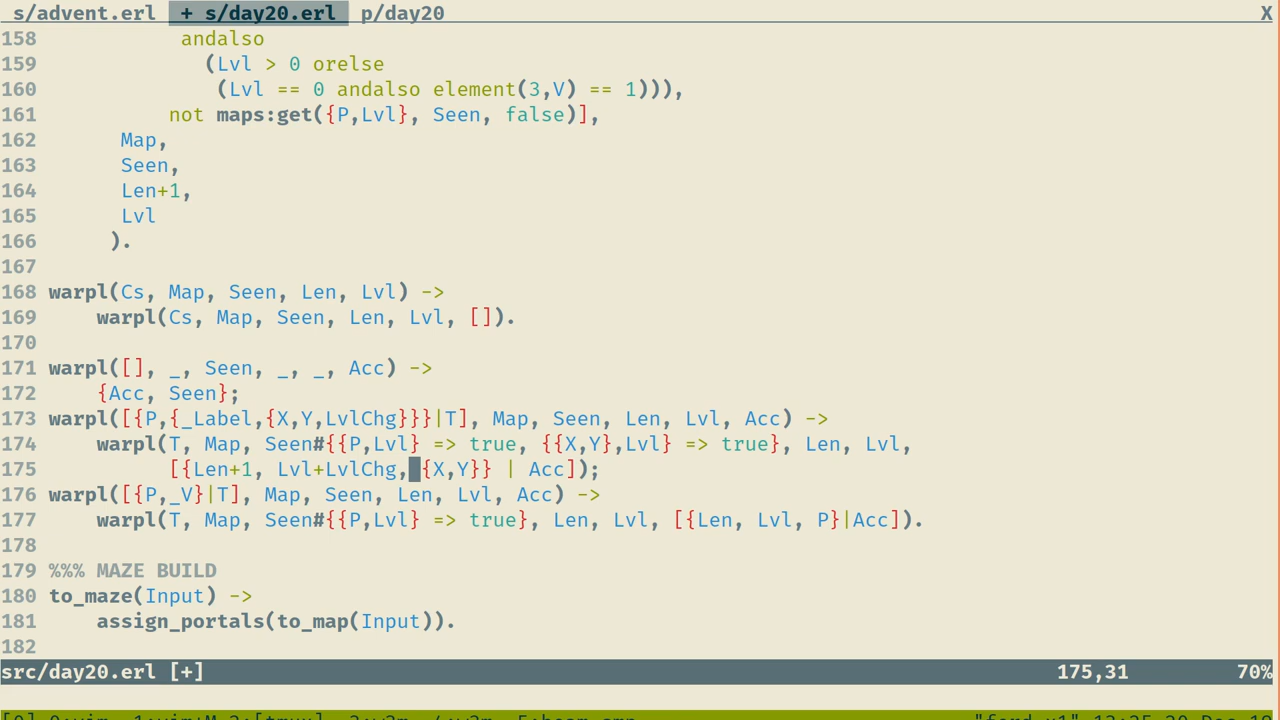 s/advent.erl + s/day20.erl p/day20 X
158 andalso
159 (Lvl > 0 orelse
160 (Lvl == 0 andalso element(3,V) == 1))),
161 not maps:get({P,Lvl}, Seen, false)],
162 Map,
163 Seen,
164 Len+1,
165 Lvl
166 ).
167
168 warpl(Cs, Map, Seen, Len, Lvl) ->
169 warpl(Cs, Map, Seen, Len, Lvl, []).
170
171 warpl([], _, Seen, _, _, Acc) ->
172 {Acc, Seen};
173 warpl([{P,{_Label,{X,Y,LvlChg}}}|T], Map, Seen, Len, Lvl, Acc) ->
174 warpl(T, Map, Seen#{{P,Lvl} => true, {{X,Y},Lvl} => true}, Len, Lvl,
175 [{Len+1, Lvl+LvlChg, {X,Y}} | Acc]);
176 warpl([{P,_V}|T], Map, Seen, Len, Lvl, Acc) ->
177 warpl(T, Map, Seen#{{P,Lvl} => true}, Len, Lvl, [{Len, Lvl, P}|Acc]).
178
179 %%% MAZE BUILD
180 to_maze(Input) ->
181 assign_portals(to_map(Input)).
182
src/day20.erl [+] 175,31 70%